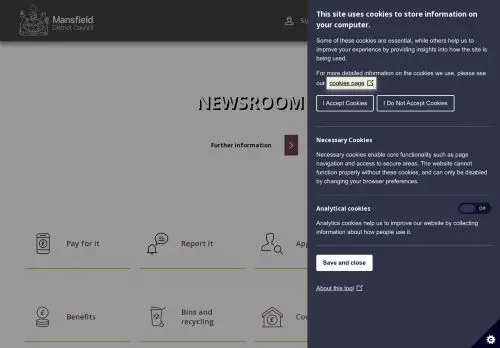 Mansfield
District Council
NEWSROOM
Further information
Pay for it
Report it
Benefits
Bins and
recycling
This site uses cookies to store information on
your computer.
Some of these cookies are essential, while others help us to
improve your experience by providing insights into how the site is
being used.
For more detailed information on the cookies we use, please see
our cookies page
I Accept Cookies
I Do Not Accept Cookies
Necessary Cookies
Necessary cookies enable core functionality such as page
navigation and access to secure areas. The website cannot
function properly without these cookies, and can only be disabled
by changing your browser preferences.
Analytical cookies
Off
Analytics cookies help us to improve our website by collecting
information about how people use it.
Save and close
About this tool